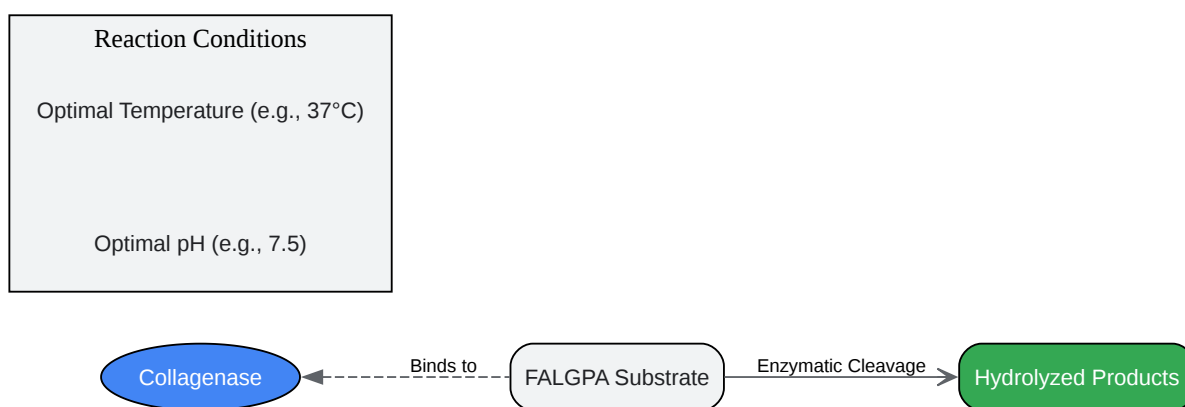 Reaction Conditions
Optimal Temperature (e.g., 37°C)
Optimal pH (e.g., 7.5)
Collagenase
Binds to
FALGPA Substrate
Enzymatic Cleavage
Hydrolyzed Products